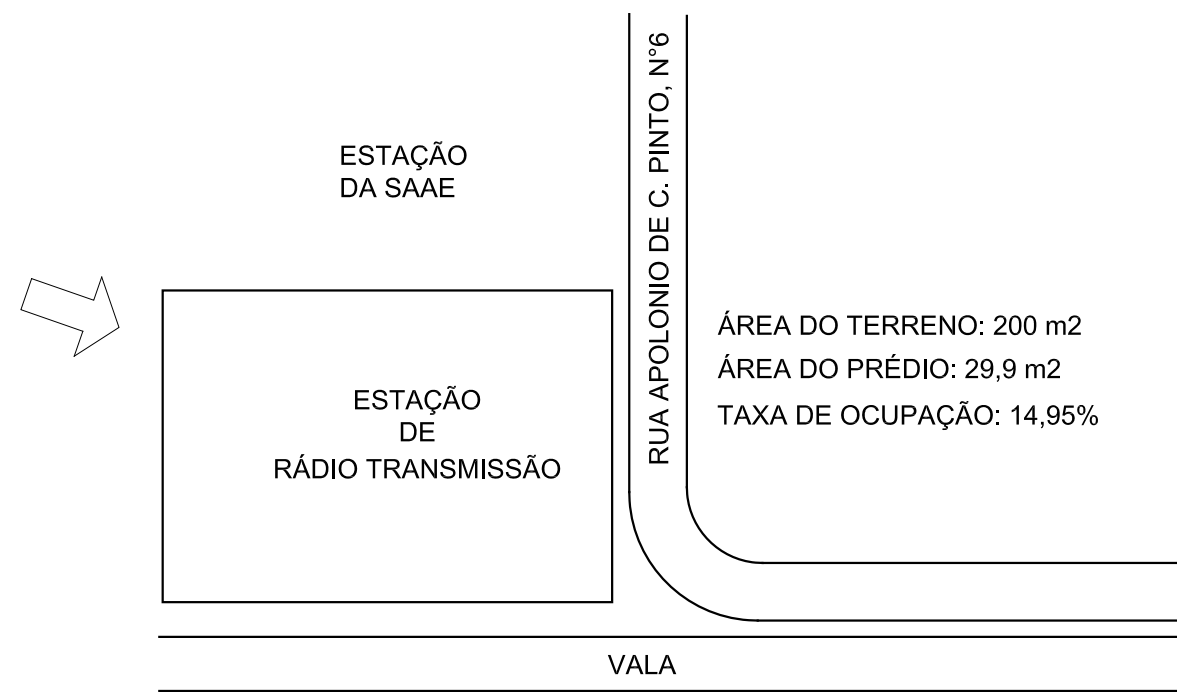 ESTAÇÃO
DA SAAE
RUA APOLONIO DE C. PINTO, N°6
ESTAÇÃO
DE
RÁDIO TRANSMISSÃO
ÁREA DO TERRENO: 200 m2
ÁREA DO PRÉDIO: 29,9 m2
TAXA DE OCUPAÇÃO: 14,95%
VALA